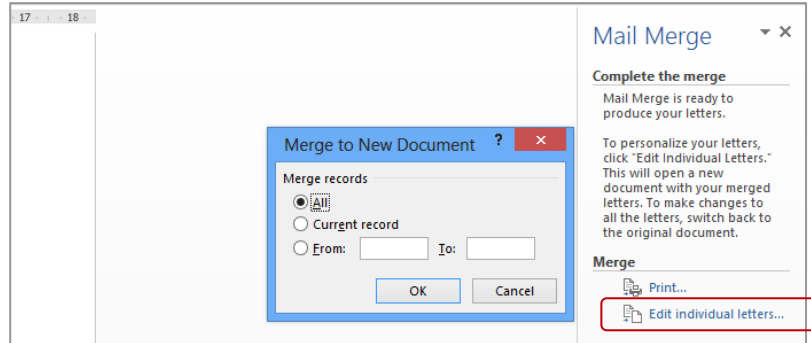 17 18
Mail Merge
Complete the merge
Mail Merge is ready to
produce your letters.
To personalize your letters,
click "Edit Individual Letters."
This will open a new
document with your merged
letters. To make changes to
all the letters, switch back to
the original document.
Merge
Print...
Edit individual letters...
Merge to New Document ?
Merge records
All
Current record
From: To:
OK Cancel